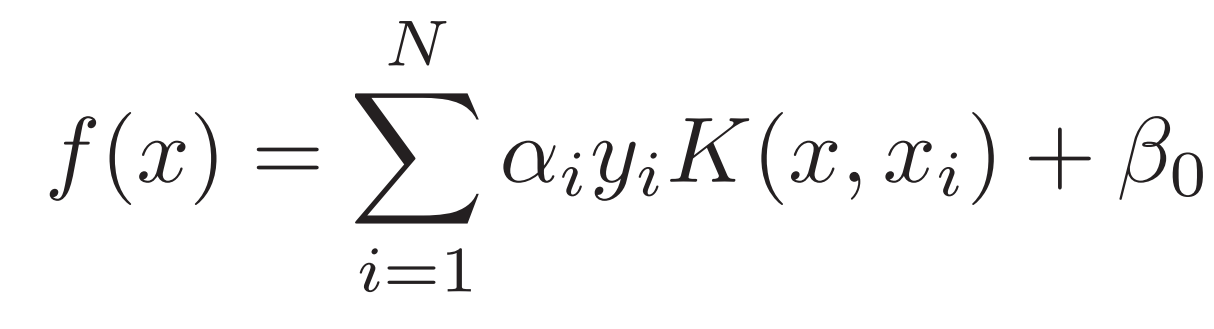 f(x) = \sum_{i=1}^{N} \alpha_i y_i K(x, x_i) + \beta_0